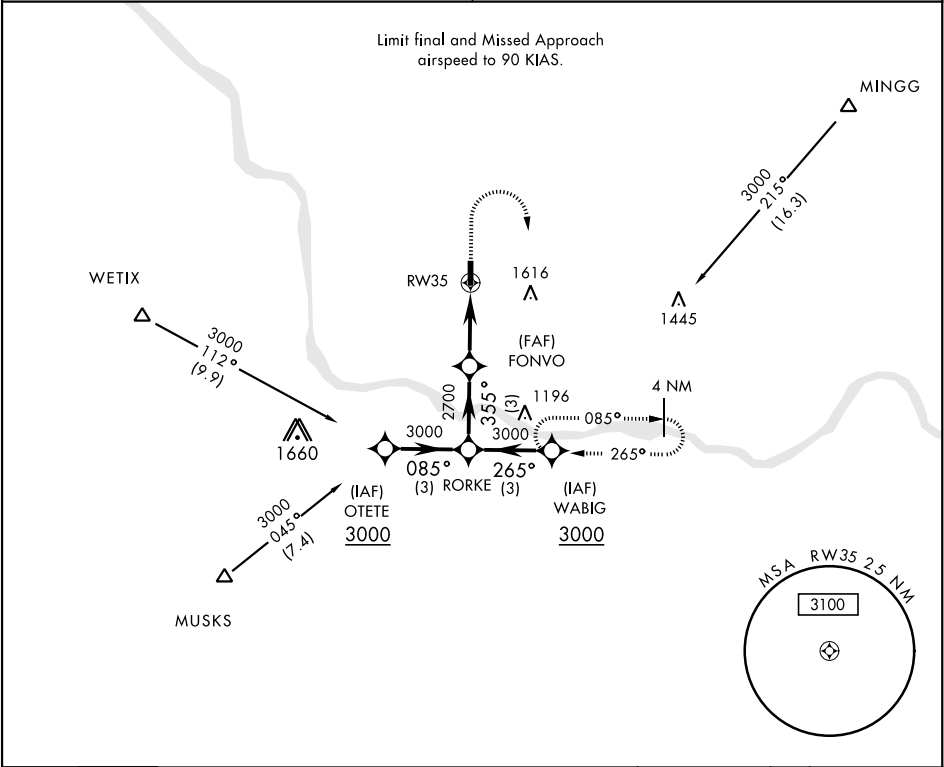 Limit final and Missed Approach
airspeed to 90 KIAS.
MINGG
3000
215°
(16.3)
RW35
1616
1445
WETIX
3000
112°
(9.9)
(FAF)
FONVO
2700
355°
(3)
1196
4 NM
085°
265°
1660
3000
085°
(3)
RORKE
3000
265°
(3)
(IAF)
OTETE
3000
(IAF)
WABIG
3000
3000
045°
(7.4)
MUSKS
MSA RW35 25 NM
3100